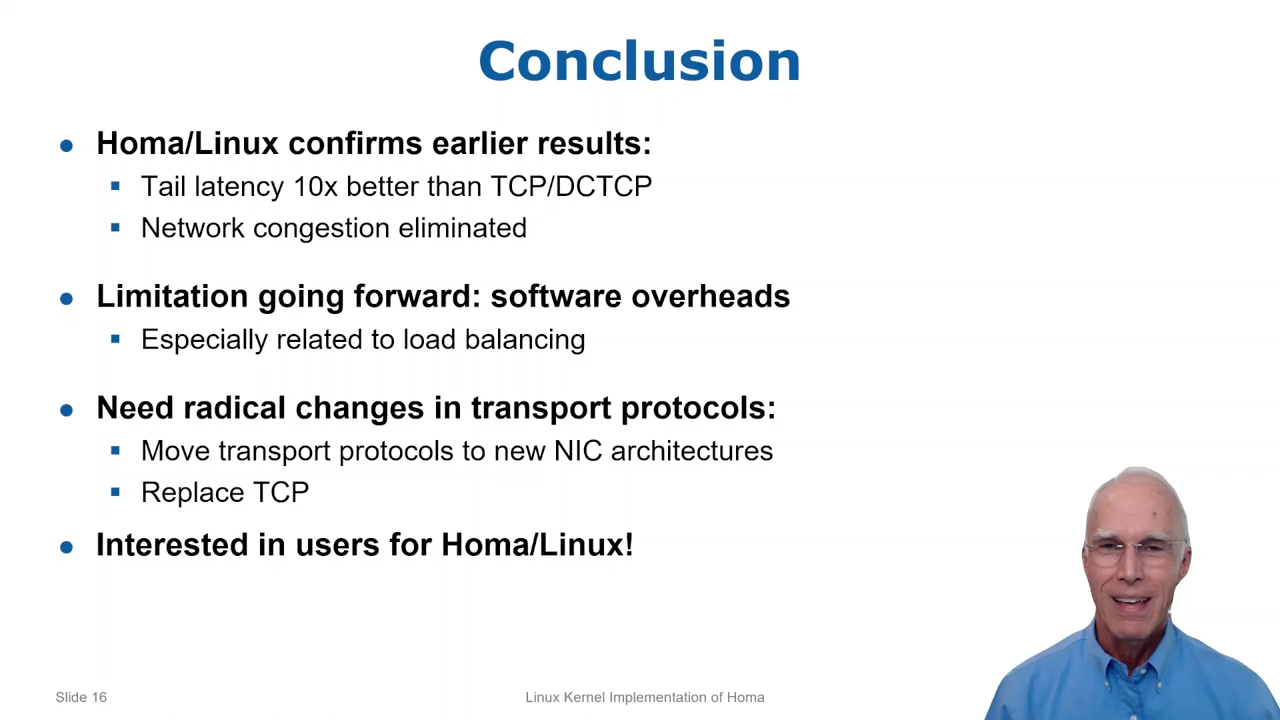 Conclusion
Homa/Linux confirms earlier results:
Tail latency 10x better than TCP/DCTCP
Network congestion eliminated
Limitation going forward: software overheads
Especially related to load balancing
Need radical changes in transport protocols:
Move transport protocols to new NIC architectures
Replace TCP
Interested in users for Homa/Linux!
Slide 16
Linux Kernel Implementation of Homa